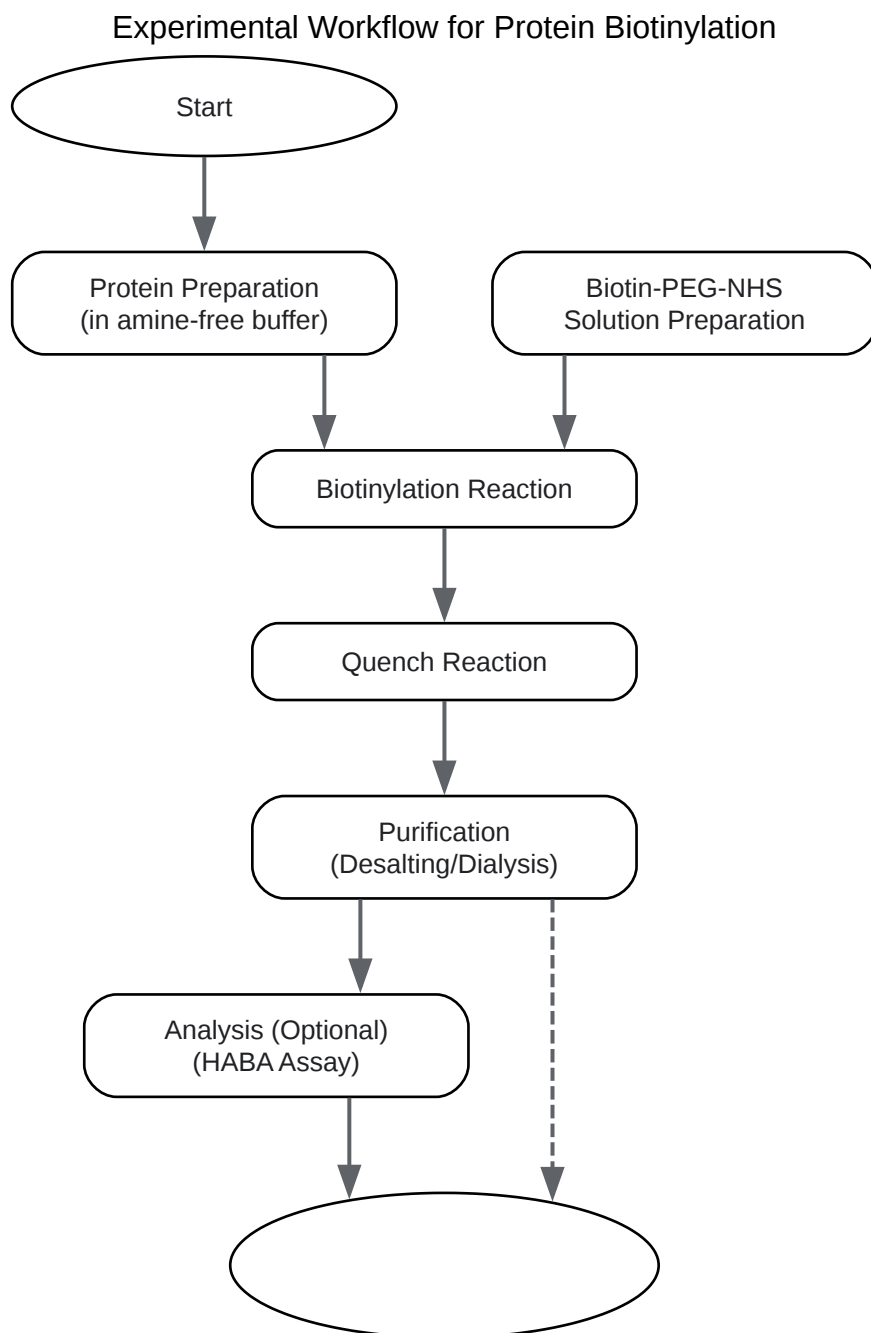 Experimental Workflow for Protein Biotinylation
Start
Protein Preparation
(in amine-free buffer)
Biotin-PEG-NHS
Solution Preparation
Biotinylation Reaction
Quench Reaction
Purification
(Desalting/Dialysis)
Analysis (Optional)
(HABA Assay)